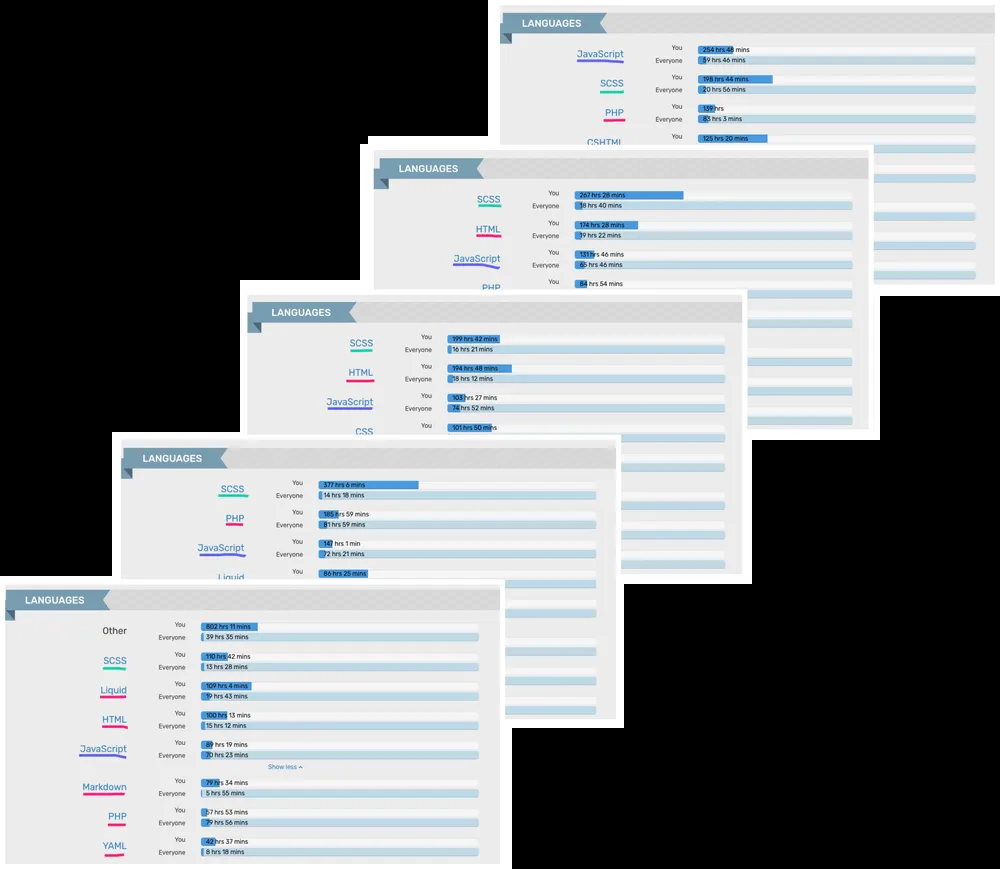 LANGUAGES
JavaScript
You 254 hrs 48 mins
Everyone 59 hrs 46 mins
SCSS
You 198 hrs 44 mins
Everyone 20 hrs 56 mins
PHP
You 139 hrs
Everyone 83 hrs 3 mins
CSHTML
You 125 hrs 20 mins
LANGUAGES
SCSS
You 267 hrs 28 mins
Everyone 18 hrs 40 mins
HTML
You 174 hrs 28 mins
Everyone 19 hrs 22 mins
JavaScript
You 131 hrs 46 mins
Everyone 65 hrs 46 mins
PHP
You 84 hrs 54 mins
LANGUAGES
SCSS
You 199 hrs 42 mins
Everyone 16 hrs 21 mins
HTML
You 194 hrs 48 mins
Everyone 18 hrs 12 mins
JavaScript
You 103 hrs 27 mins
Everyone 74 hrs 52 mins
CSS
You 101 hrs 50 mins
LANGUAGES
SCSS
You 377 hrs 6 mins
Everyone 14 hrs 18 mins
PHP
You 185 hrs 59 mins
Everyone 81 hrs 59 mins
JavaScript
You 147 hrs 1 min
Everyone 72 hrs 21 mins
Liquid
You 86 hrs 25 mins
LANGUAGES
Other
You 802 hrs 11 mins
Everyone 39 hrs 35 mins
SCSS
You 110 hrs 42 mins
Everyone 13 hrs 28 mins
Liquid
You 109 hrs 4 mins
Everyone 19 hrs 43 mins
HTML
You 100 hrs 13 mins
Everyone 15 hrs 12 mins
JavaScript
You 89 hrs 19 mins
Everyone 70 hrs 23 mins
Show less
Markdown
You 79 hrs 34 mins
Everyone 5 hrs 55 mins
PHP
You 57 hrs 53 mins
Everyone 79 hrs 56 mins
YAML
You 42 hrs 37 mins
Everyone 8 hrs 18 mins